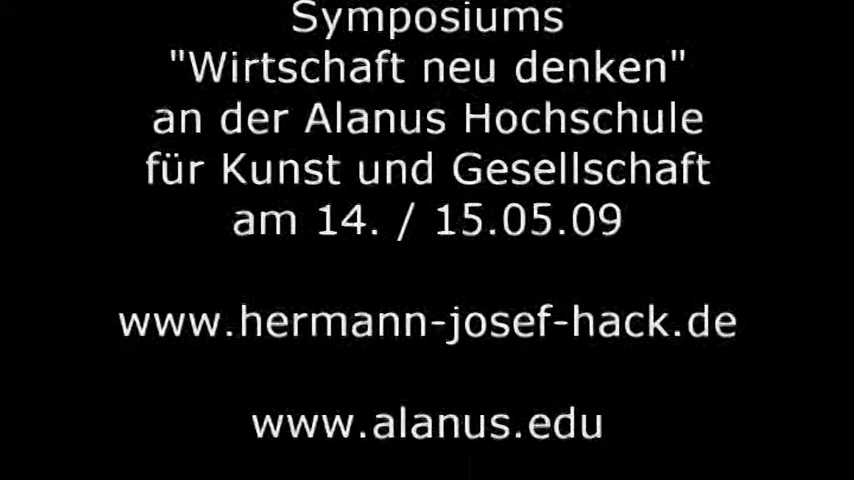 Symposiums
"Wirtschaft neu denken"
an der Alanus Hochschule
für Kunst und Gesellschaft
am 14. / 15.05.09
www.hermann-josef-hack.de
www.alanus.edu